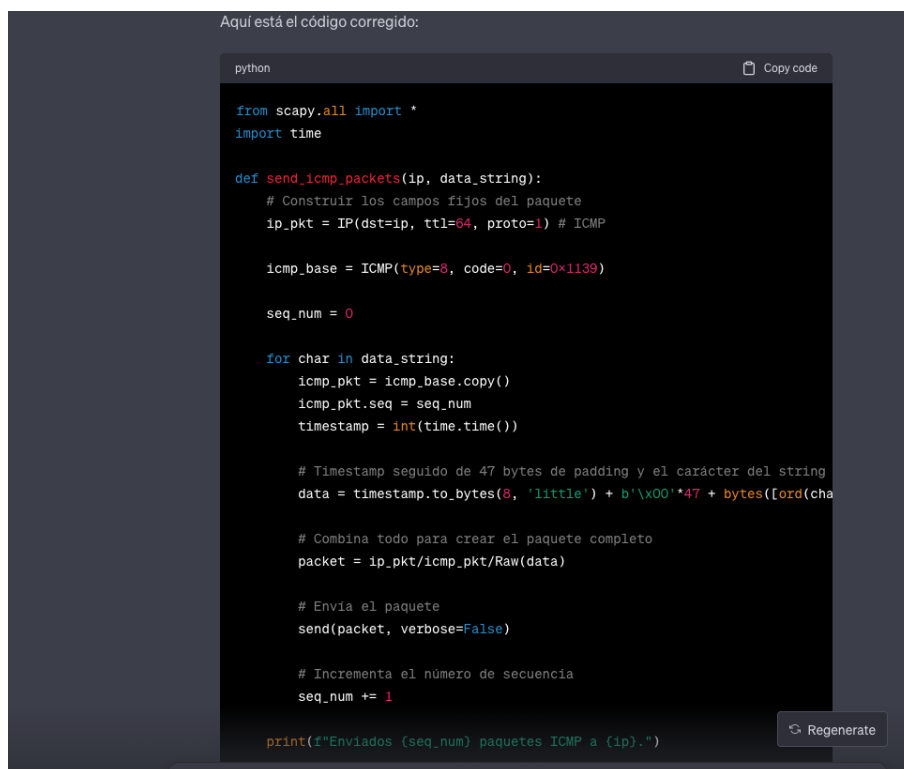 Aquí está el código corregido:
python
Copy code
from scapy.all import *
import time
def send_icmp_packets(ip, data_string):
# Construir los campos fijos del paquete
ip_pkt = IP(dst=ip, ttl=64, proto=1) # ICMP
icmp_base = ICMP(type=8, code=0, id=0x1139)
seq_num = 0
for char in data_string:
icmp_pkt = icmp_base.copy()
icmp_pkt.seq = seq_num
timestamp = int(time.time())
# Timestamp seguido de 47 bytes de padding y el carácter del string
data = timestamp.to_bytes(8, 'little') + b'\x00'*47 + bytes([ord(cha
# Combina todo para crear el paquete completo
packet = ip_pkt/icmp_pkt/Raw(data)
# Envía el paquete
send(packet, verbose=False)
# Incrementa el número de secuencia
seq_num += 1
print(f"Enviados {seq_num} paquetes ICMP a {ip}.")
Regenerate